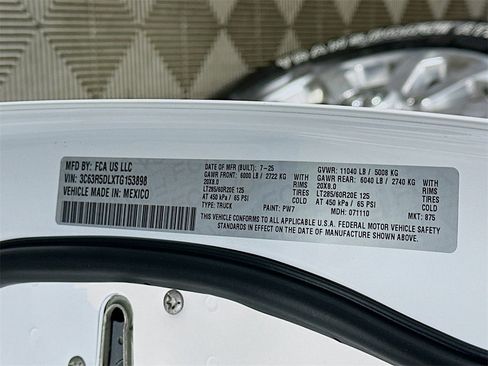 MFD BY: FCA US LLC
VIN: 3C63R5DLXTG153898
VEHICLE MADE IN: MEXICO
DATE OF MFR (BUILT): 7-25
GAWR FRONT: 6000 LB / 2722 KG
20X8.0 RIMS
LT285/60R20E 125 TIRES
AT 450 kPa / 65 PSI COLD
TYPE: TRUCK
PAINT: PW7
GVWR: 11040 LB / 5008 KG
GAWR REAR: 6040 LB / 2740 KG
20X8.0 RIMS
LT285/60R20E 125 TIRES
AT 450 kPa / 65 PSI COLD
MDH: 071110
MKT: 875
THIS VEHICLE CONFORMS TO ALL APPLICABLE U.S.A. FEDERAL MOTOR VEHICLE SAFETY
STANDARDS IN EFFECT ON THE DATE OF MANUFACTURE SHOWN ABOVE.